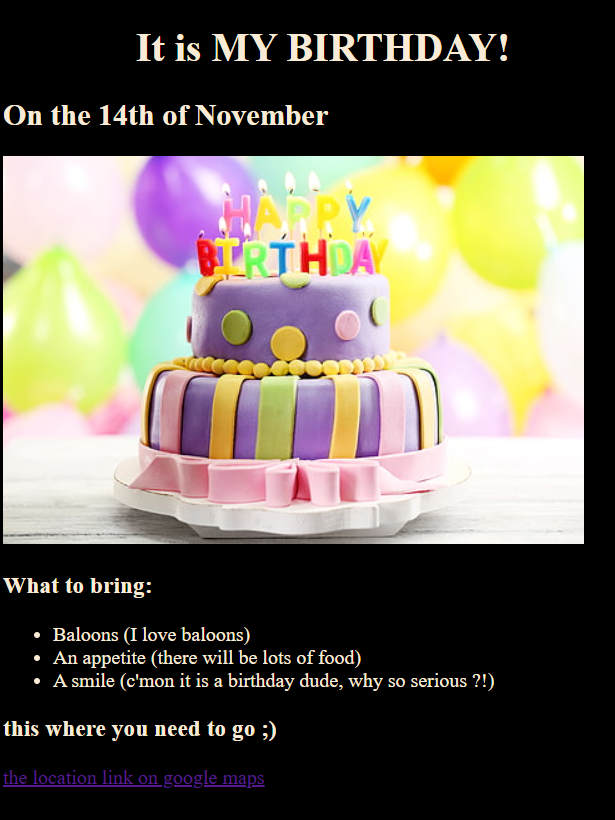 It is MY BIRTHDAY!
On the 14th of November
HAPPY
BIRTHDAY
What to bring:
Baloons (I love baloons)
An appetite (there will be lots of food)
A smile (c'mon it is a birthday dude, why so serious ?!)
this where you need to go ;)
the location link on google maps